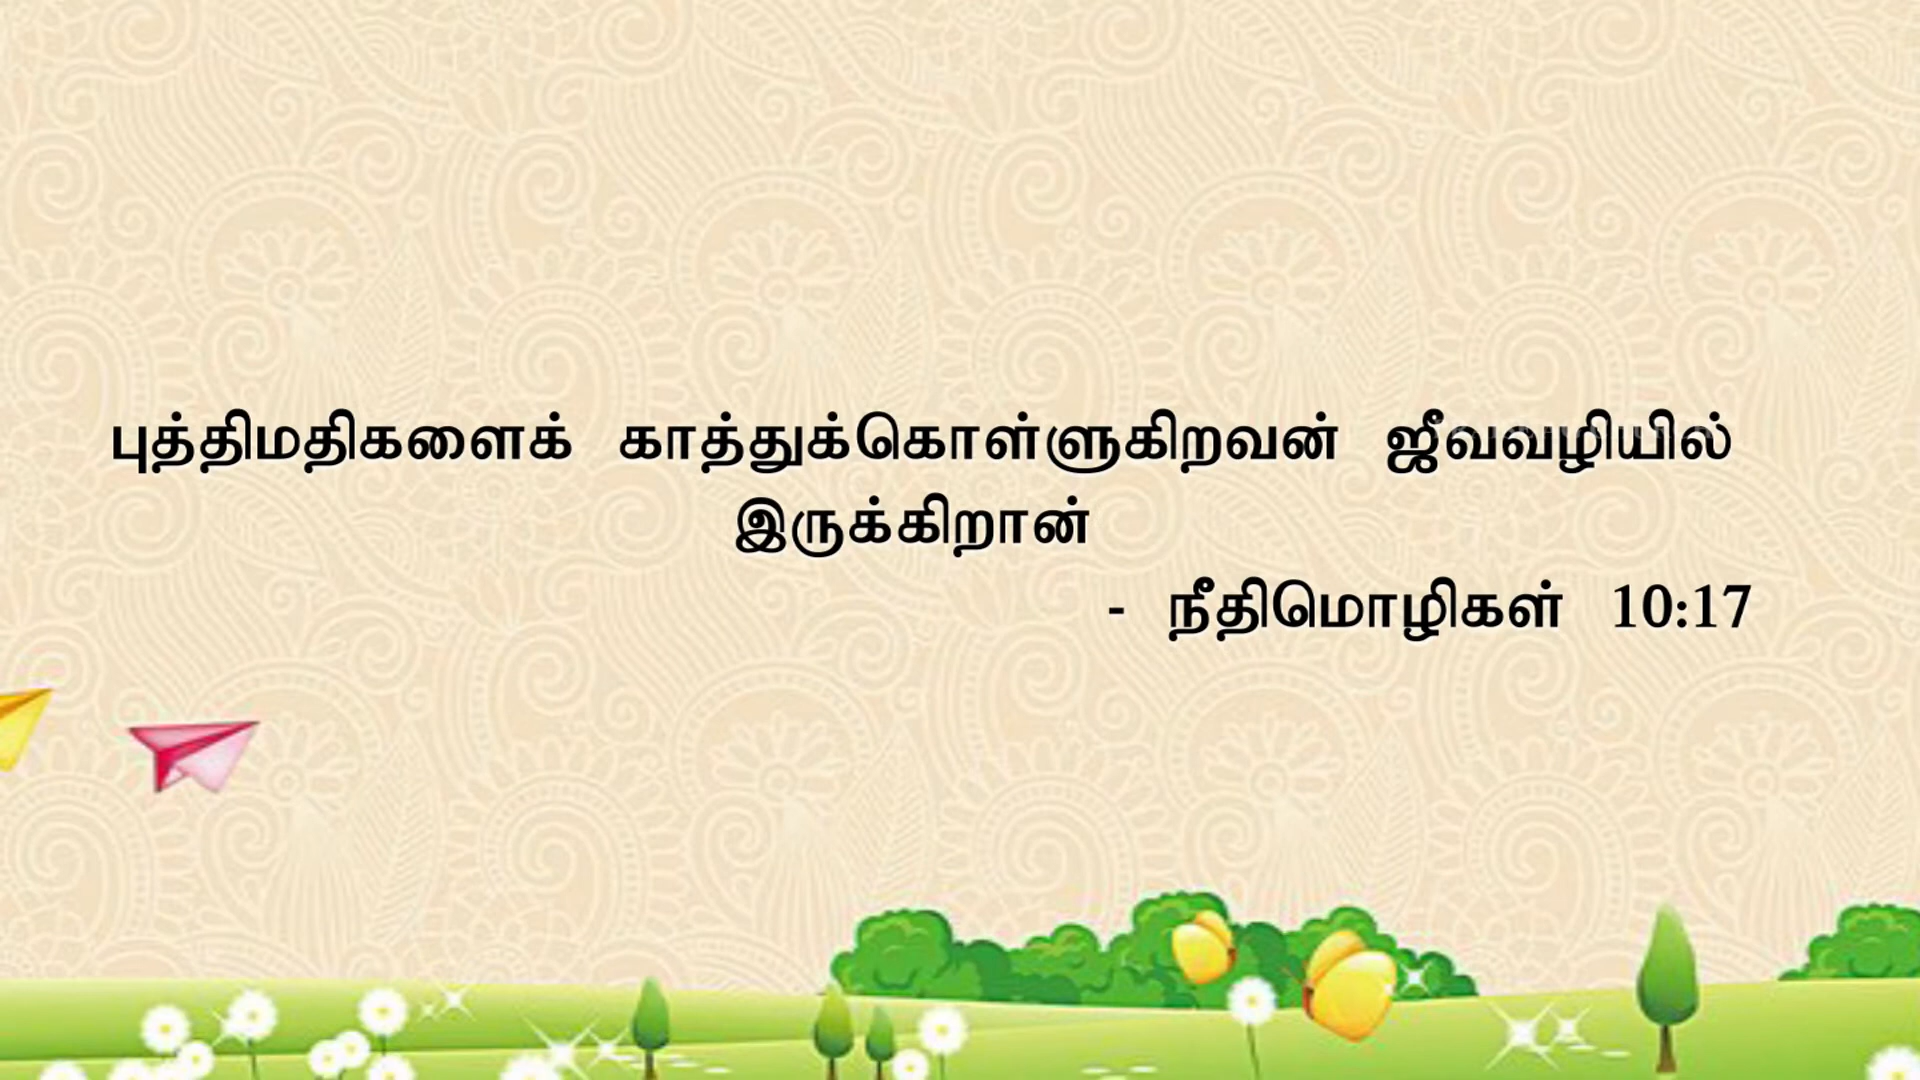 புத்திமதிகளைக் காத்துக்கொள்ளுகிறவன் ஜீவவழியில்
இருக்கிறான்
- நீதிமொழிகள் 10:17